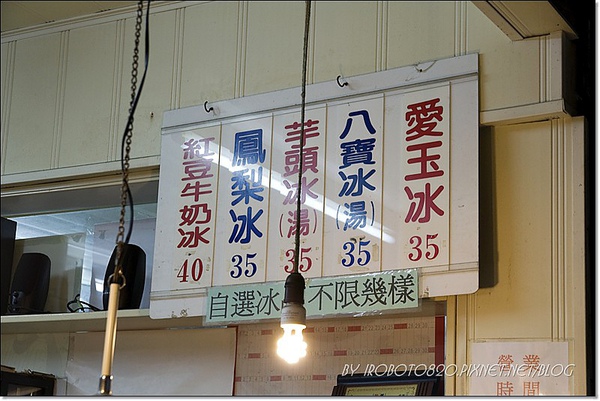 愛玉冰 35
八寶冰(湯) 35
芋頭冰(湯) 35
鳳梨冰 35
紅豆牛奶冰 40
自選冰 不限幾樣
營業
時間
BY IROBOTO820.PIXNET.NET/BLOG